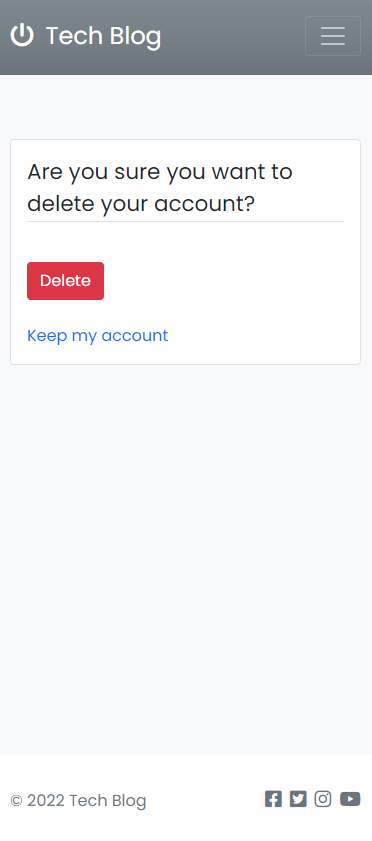 Tech Blog
Are you sure you want to
delete your account?
Delete
Keep my account
© 2022 Tech Blog